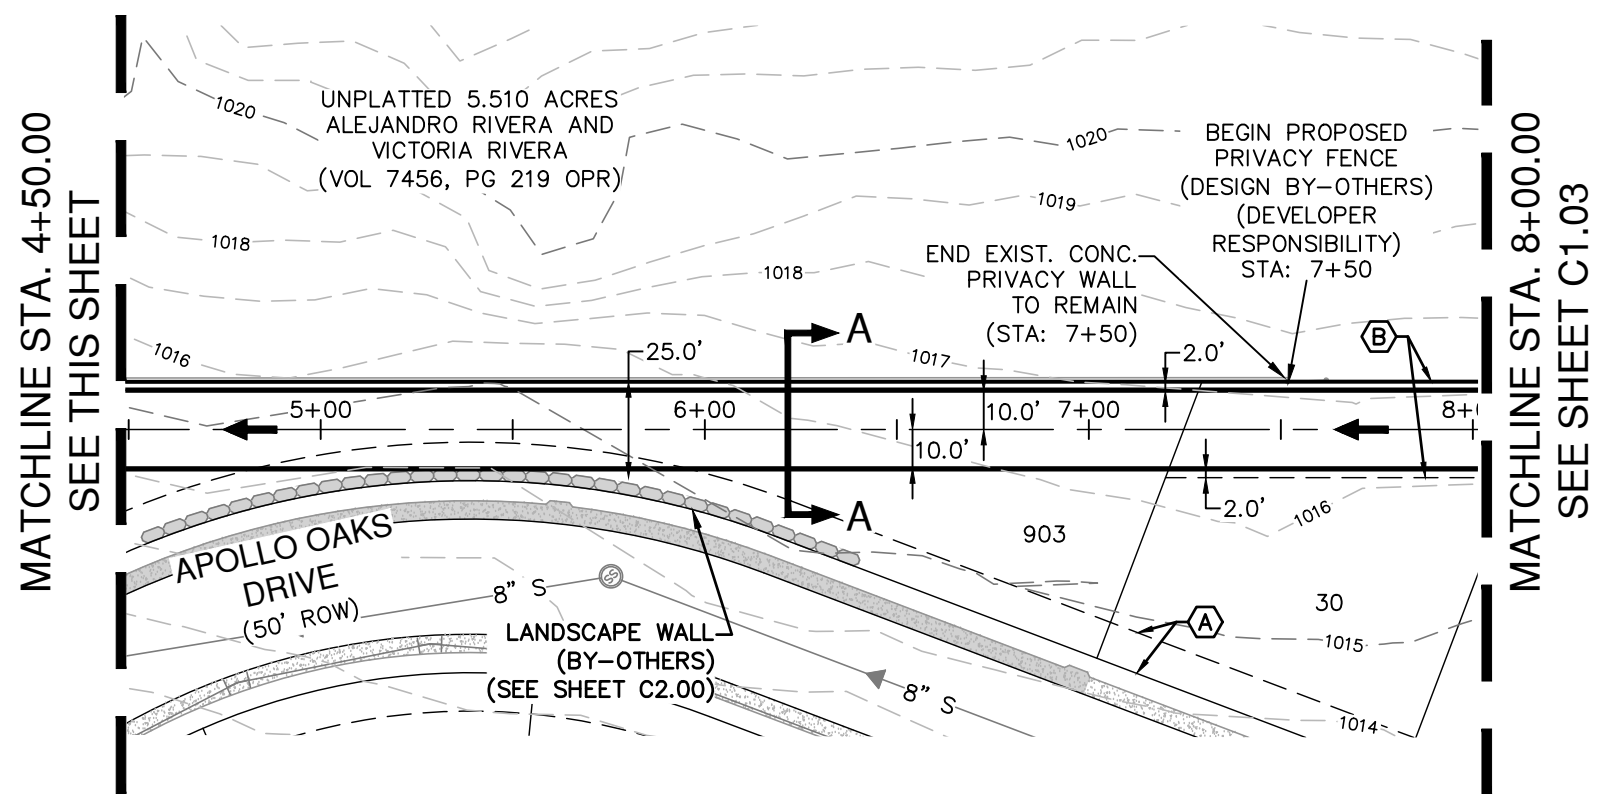 MATCHLINE STA. 4+50.00
SEE THIS SHEET
1020
UNPLATTED 5.510 ACRES
ALEJANDRO RIVERA AND
VICTORIA RIVERA
(VOL 7456, PG 219 OPR)
1020
BEGIN PROPOSED
PRIVACY FENCE
(DESIGN BY-OTHERS)
(DEVELOPER
RESPONSIBILITY)
STA: 7+50
1019
1018
1018
END EXIST. CONC.
PRIVACY WALL
TO REMAIN
(STA: 7+50)
1016
25.0'
A
1017
2.0'
B
5+00
6+00
10.0'
7+00
8+0
10.0'
A
2.0'
1016
903
APOLLO OAKS
DRIVE
(50' ROW)
8" S
SS
30
A
1015
LANDSCAPE WALL
(BY-OTHERS)
(SEE SHEET C2.00)
8" S
1014
MATCHLINE STA. 8+00.00
SEE SHEET C1.03